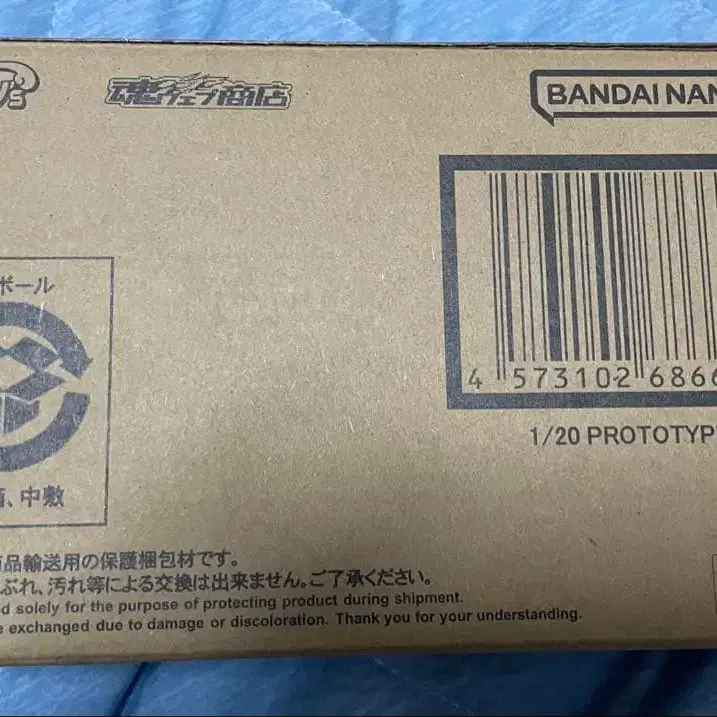 's
魂ウェブ商店
BANDAI NAM
4 573102 6866
1/20 PROTOTYPE
ボール
箱、中敷
商品輸送用の保護梱包材です。
ぶれ、汚れ等による交換は出来ません。ご了承ください。
d solely for the purpose of protecting product during shipment.
e exchanged due to damage or discoloration. Thank you for your understanding.